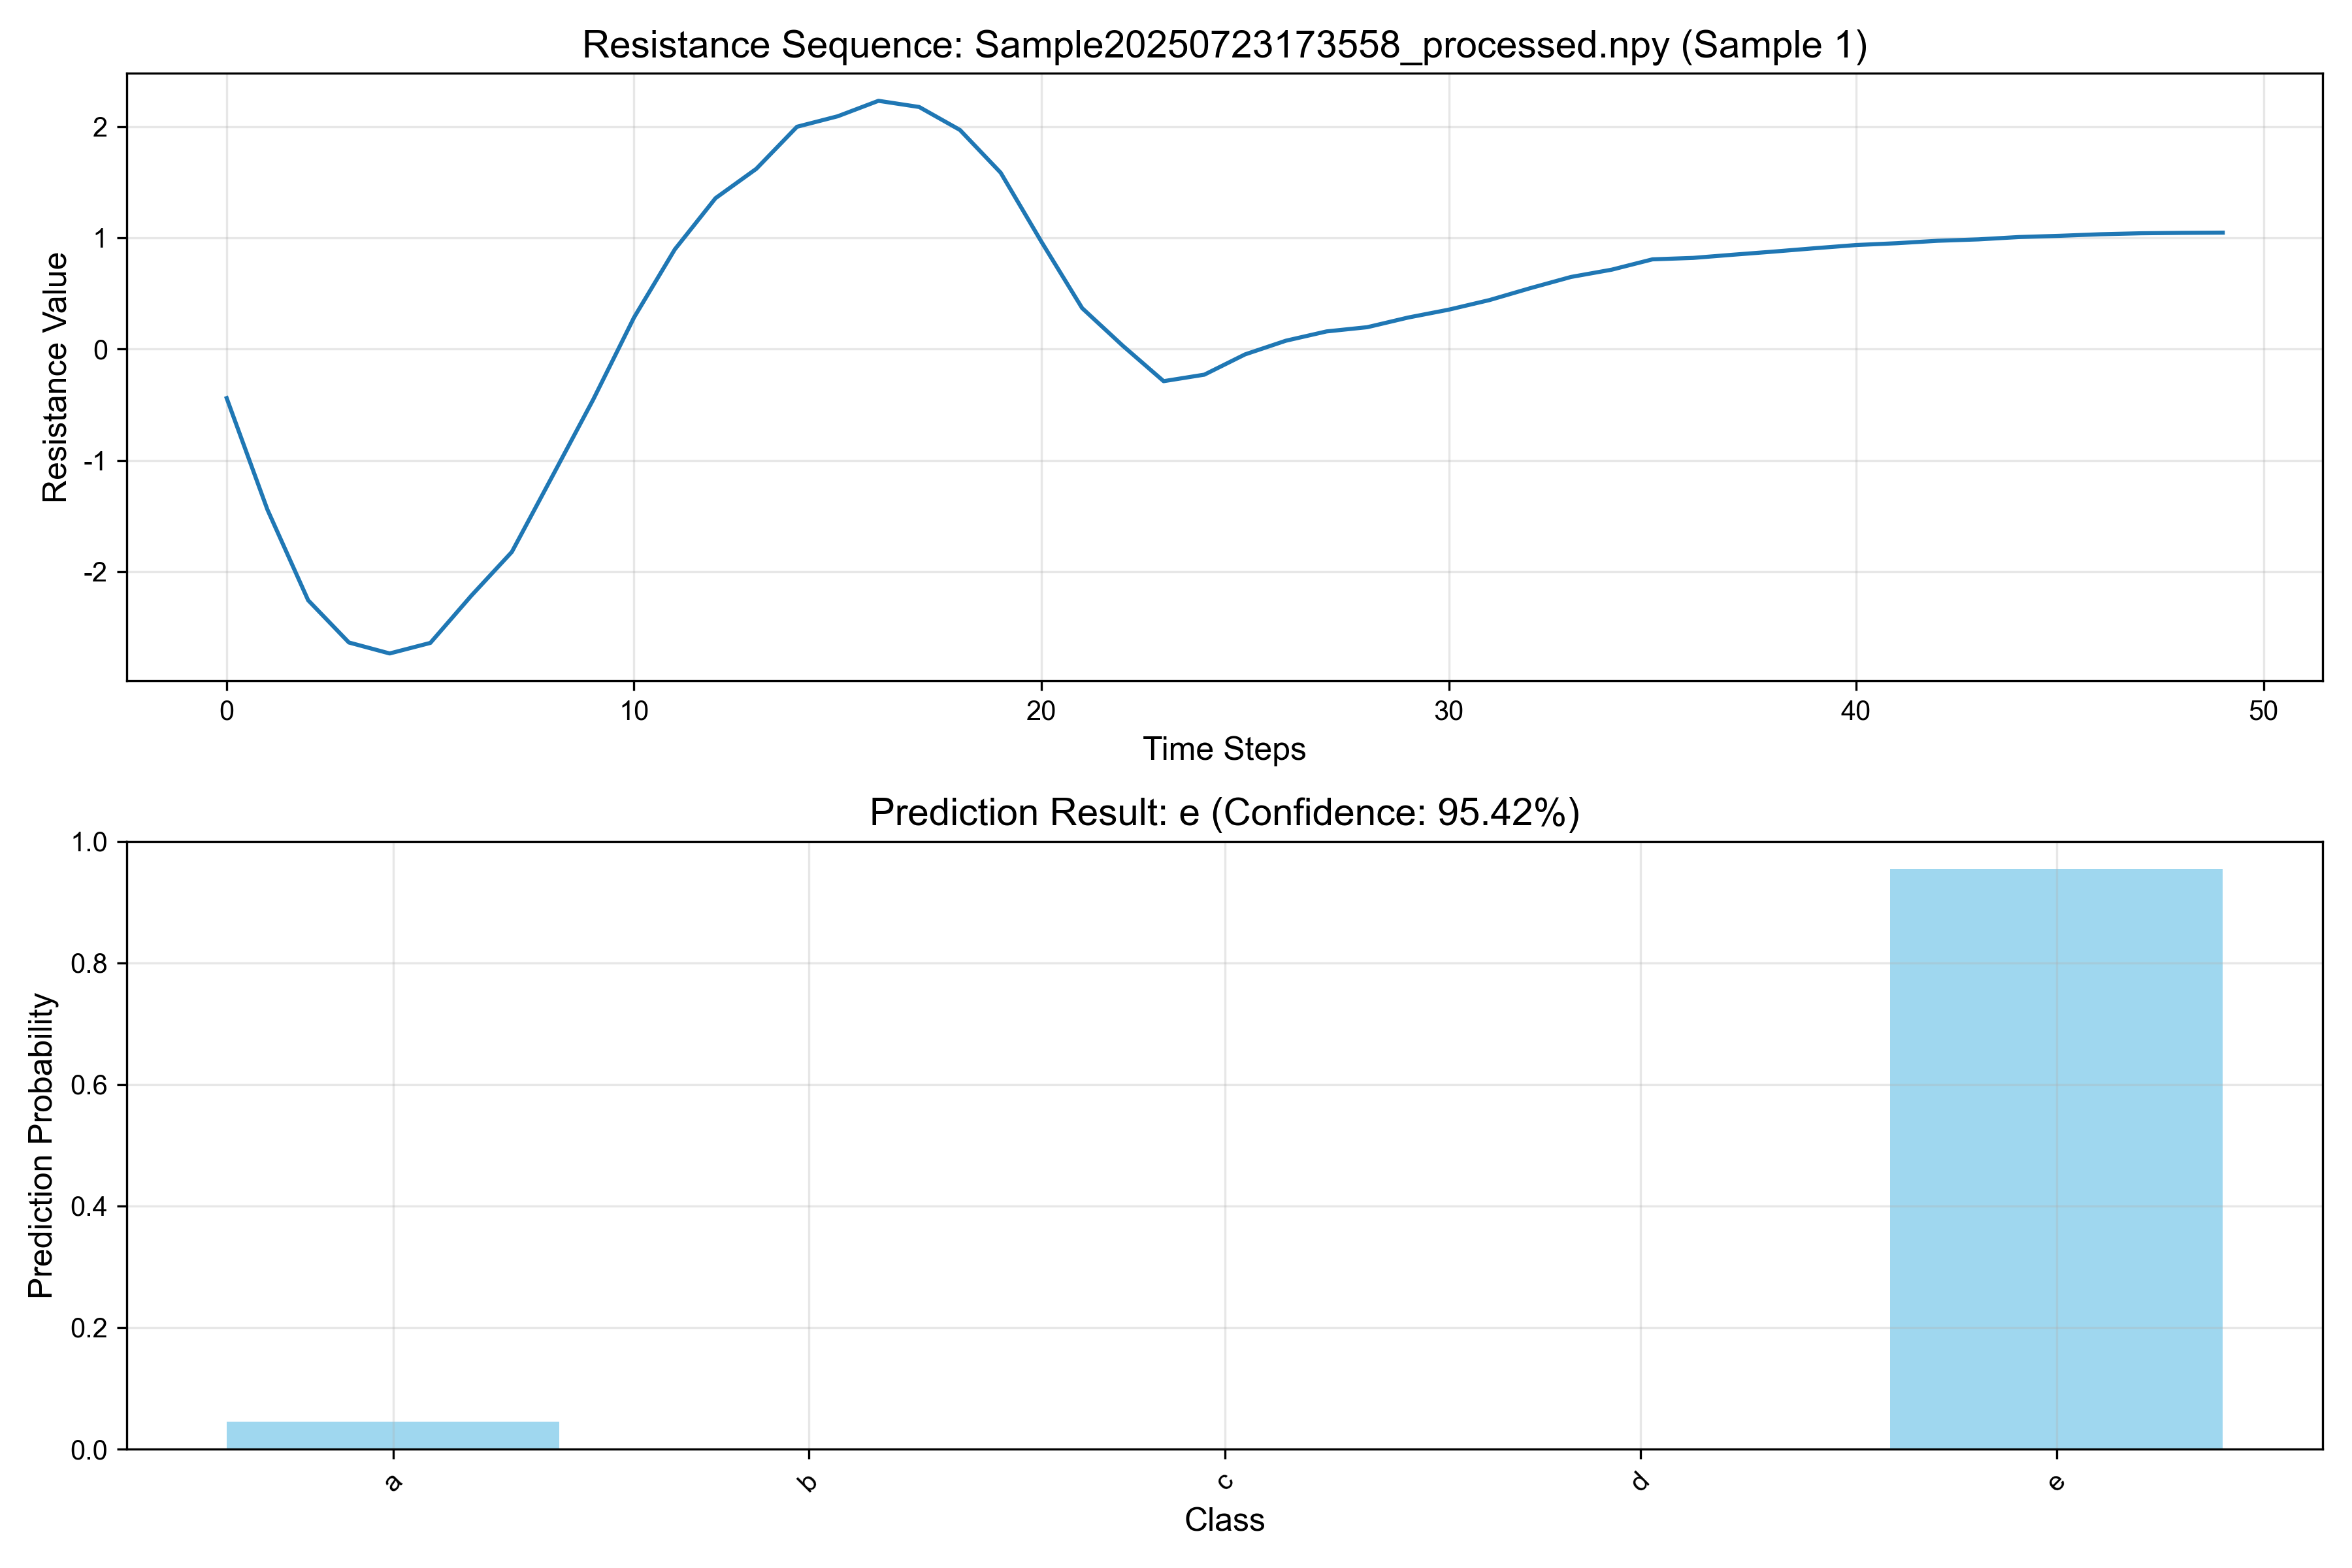 Resistance Sequence: Sample20250723173558_processed.npy (Sample 1)
Resistance Value
2
1
0
-1
-2
0 10 20 30 40 50
Time Steps
Prediction Result: e (Confidence: 95.42%)
Prediction Probability
1.0
0.8
0.6
0.4
0.2
0.0
a b c d e
Class